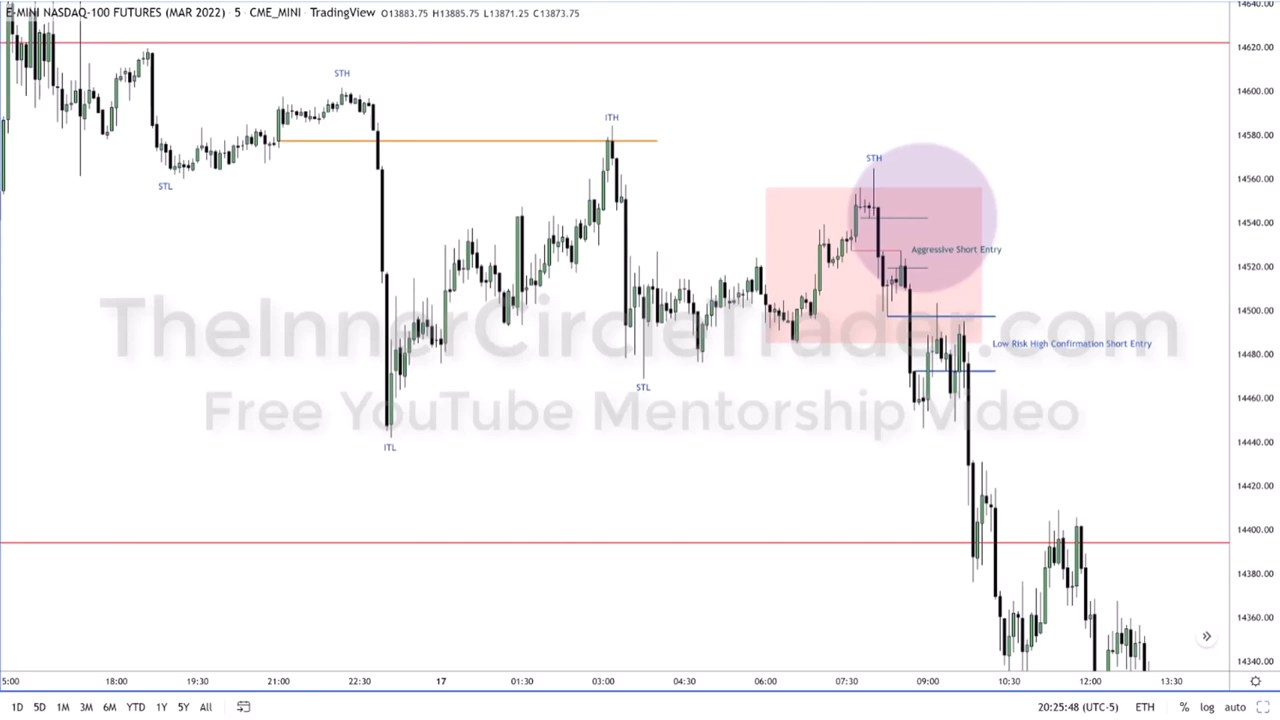 E-MINI NASDAQ-100 FUTURES (MAR 2022) · 5 · CME_MINI · TradingView O13883.75 H13885.75 L13871.25 C13873.75
14640.00
14620.00
STH
14600.00
ITH
14580.00
STH
14560.00
STL
14540.00
Aggressive Short Entry
14520.00
14500.00
TheInnerCircleTrader.com
Low Risk High Confirmation Short Entry
14480.00
STL
14460.00
Free YouTube Mentorship Video
14440.00
ITL
14420.00
14400.00
14380.00
14360.00
14340.00
5:00 18:00 19:30 21:00 22:30 17 01:30 03:00 04:30 06:00 07:30 09:00 10:30 12:00 13:30
1D 5D 1M 3M 6M YTD 1Y 5Y All 20:25:48 (UTC-5) ETH % log auto